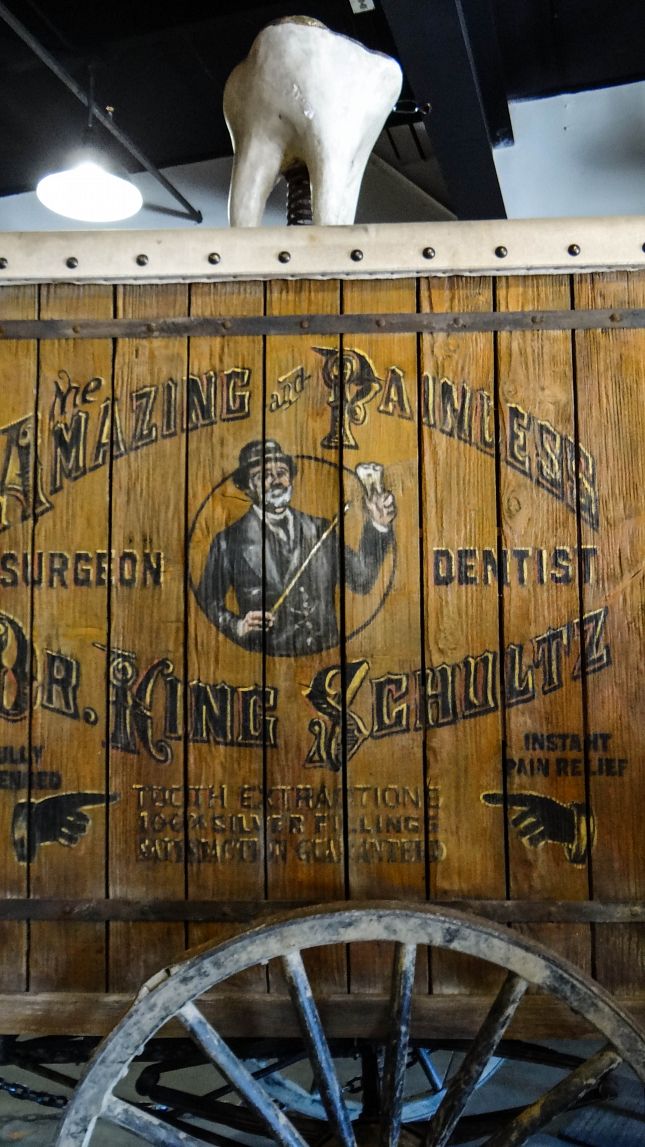 The
Amazing and Painless
SURGEON DENTIST
Dr. King Schultz
INSTANT
PAIN RELIEF
TOOTH EXTRACTIONS
100% SILVER FILLINGS
SATISFACTION GUARANTEED